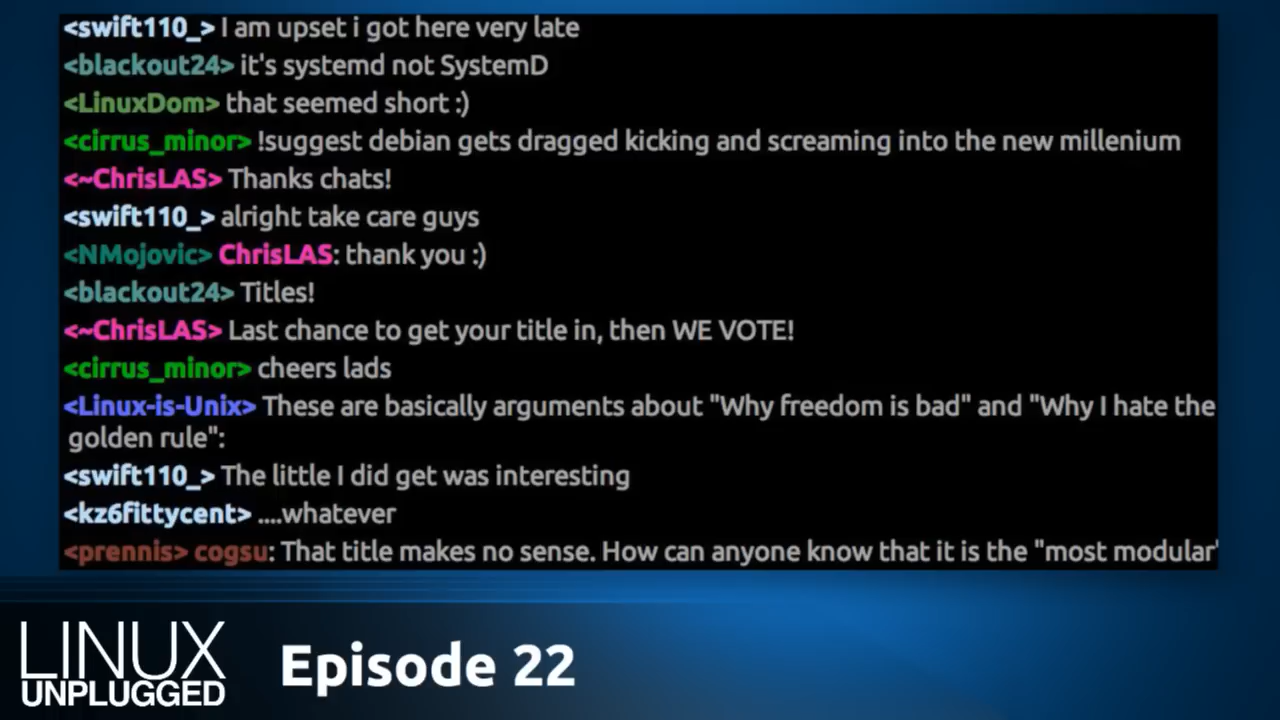 <swift110_> I am upset i got here very late
<blackout24> it's systemd not SystemD
<LinuxDom> that seemed short :)
<cirrus_minor> !suggest debian gets dragged kicking and screaming into the new millenium
<~ChrisLAS> Thanks chats!
<swift110_> alright take care guys
<NMojovic> ChrisLAS: thank you :)
<blackout24> Titles!
<~ChrisLAS> Last chance to get your title in, then WE VOTE!
<cirrus_minor> cheers lads
<Linux-is-Unix> These are basically arguments about "Why freedom is bad" and "Why I hate the
golden rule":
<swift110_> The little I did get was interesting
<kz6fittycent> ....whatever
<prennis> cogsu: That title makes no sense. How can anyone know that it is the "most modular"
LINUX
UNPLUGGED
Episode 22